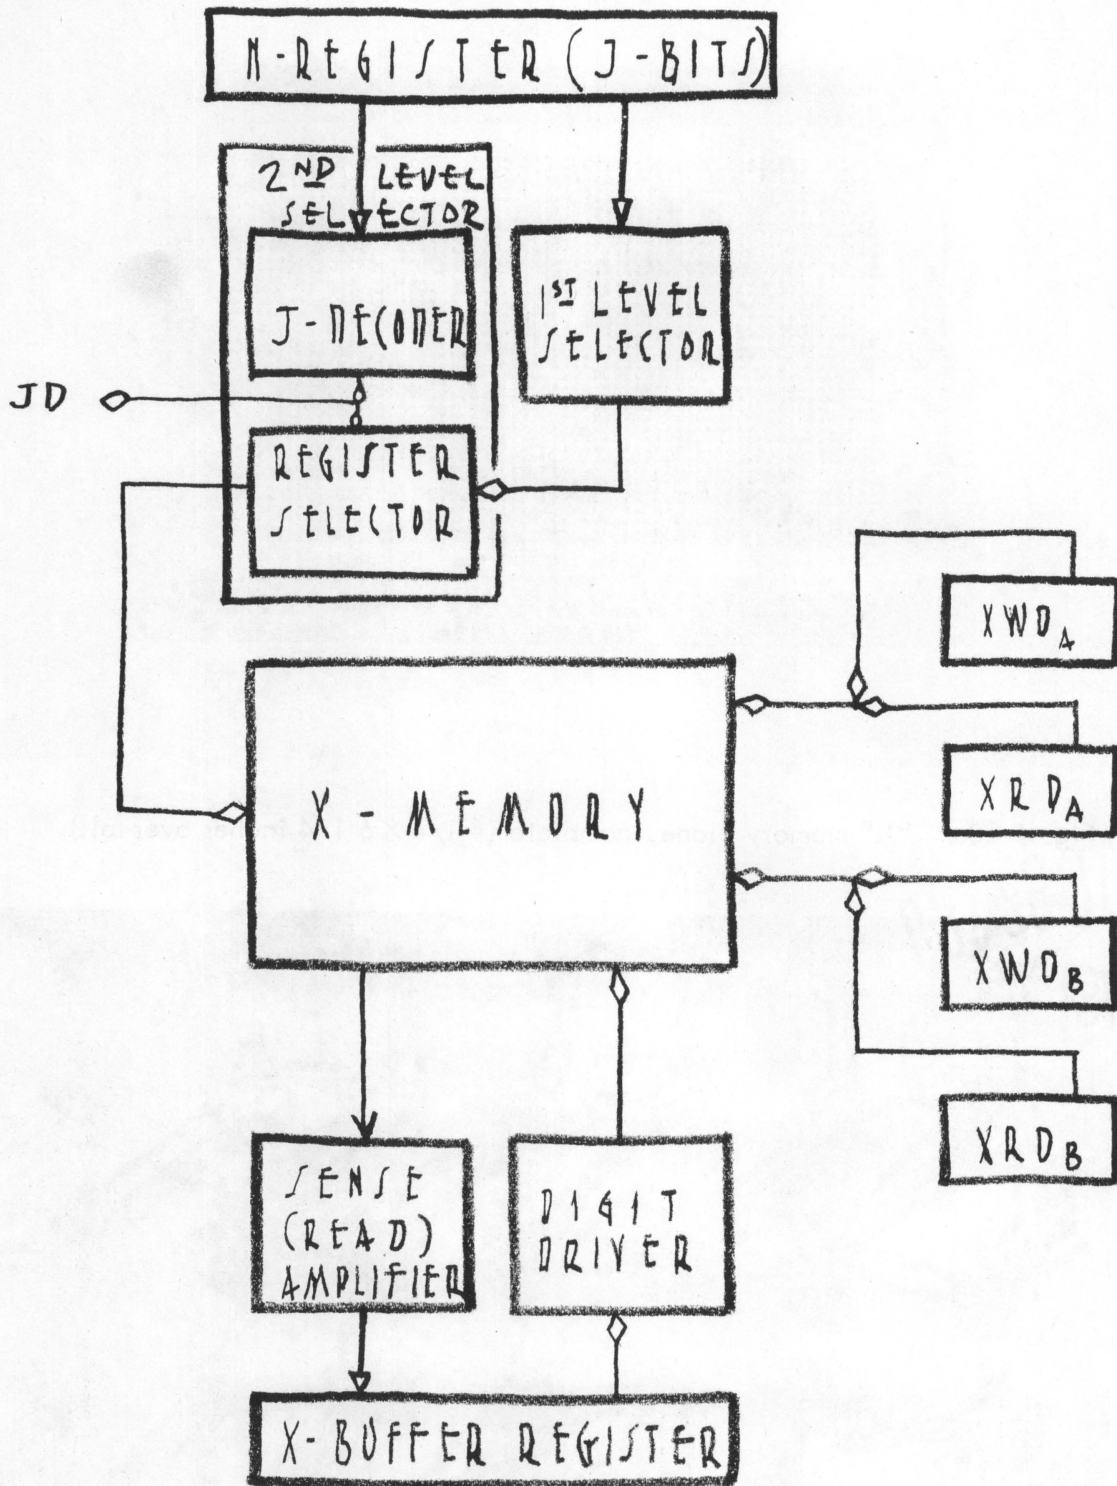 N-REGISTER (J-BITS)
2ND LEVEL
SELECTOR
J-DECODER
1ST LEVEL
SELECTOR
JD
REGISTER
SELECTOR
XWDA
X-MEMORY
XRDA
XWDB
XRDB
SENSE
(READ)
AMPLIFIER
DIGIT
DRIVER
X-BUFFER REGISTER